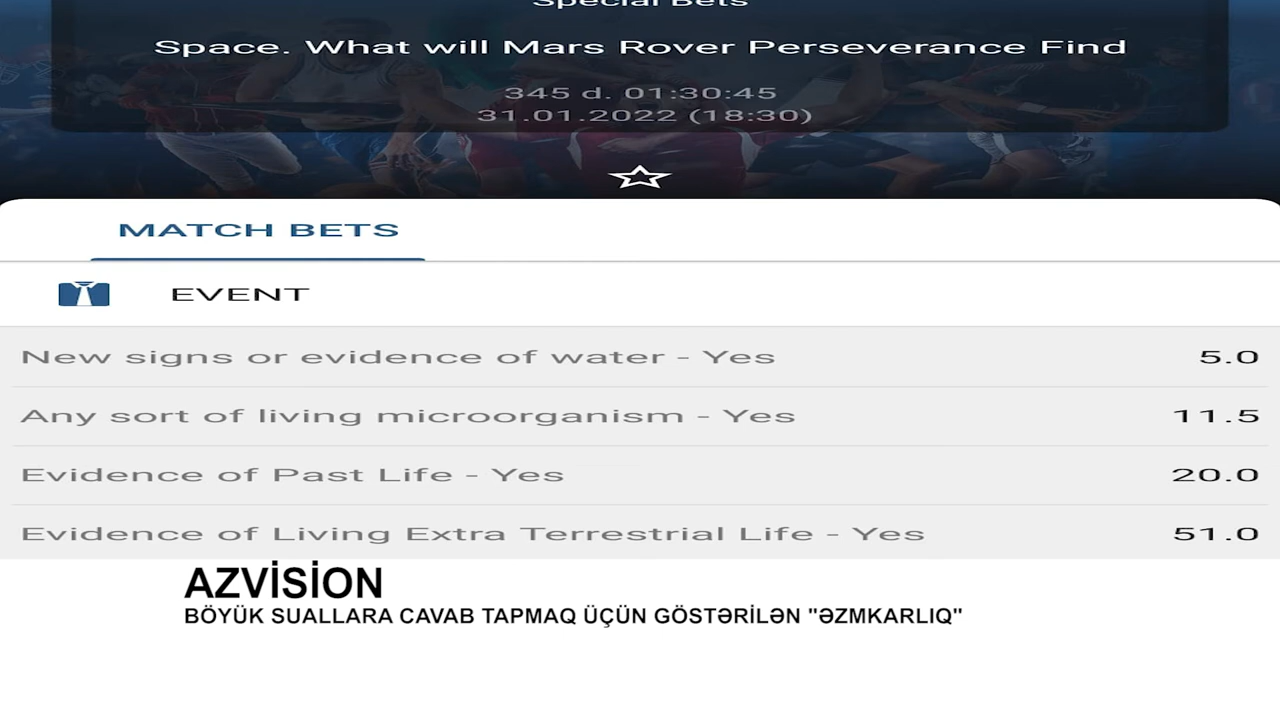 Special Bets
Space. What will Mars Rover Perseverance Find
345 d. 01:30:45
31.01.2022 (18:30)
MATCH BETS
EVENT
New signs or evidence of water - Yes 5.0
Any sort of living microorganism - Yes 11.5
Evidence of Past Life - Yes 20.0
Evidence of Living Extra Terrestrial Life - Yes 51.0
AZVİSİON
BÖYÜK SUALLARA CAVAB TAPMAQ ÜÇÜN GÖSTƏRİLƏN "ƏZMKARLIQ"